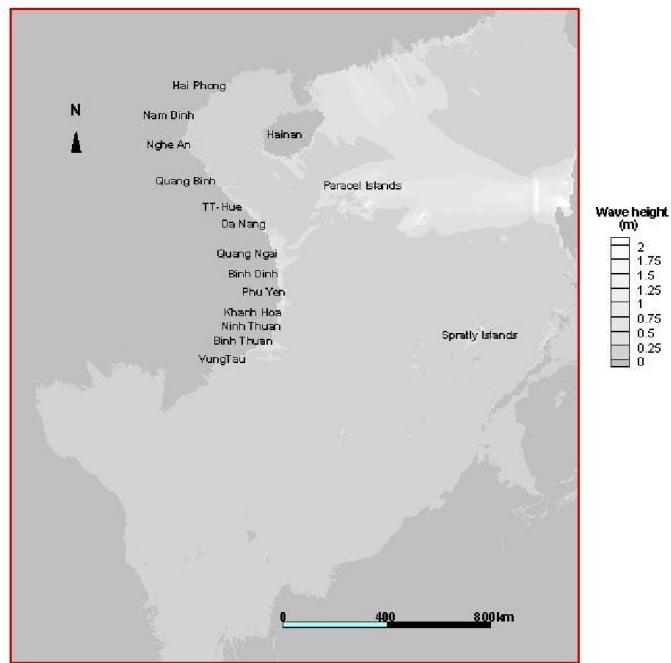 Hai Phong
N
Nam Dinh
Hainan
Nghe An
Quang Binh
Paracel Islands
TT-Hue
Da Nang
Quang Ngai
Binh Dinh
Phu Yen
Khanh Hoa
Ninh Thuan
Binh Thuan
VungTau
Spratly Islands
Wave height
(m)
2
1.75
1.5
1.25
1
0.75
0.5
0.25
0
0 400 800km